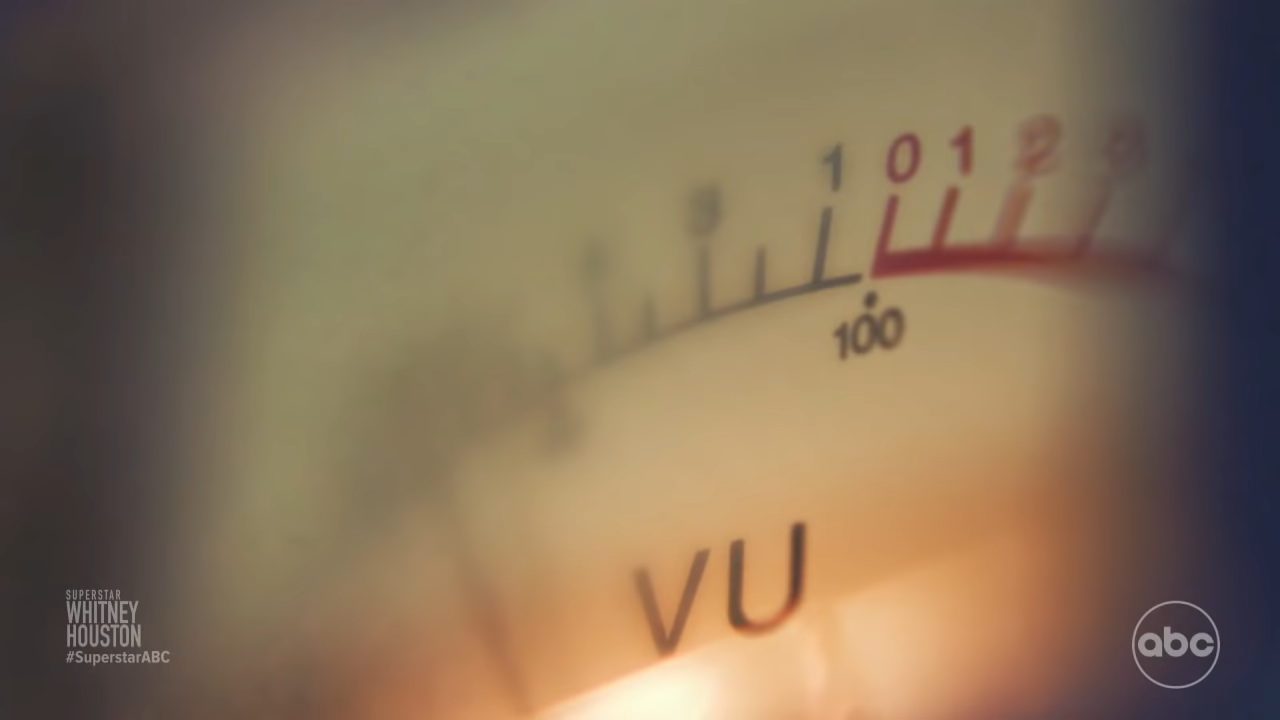 1 0 1 2
100
VU
SUPERSTAR
WHITNEY
HOUSTON
#SuperstarABC
abc